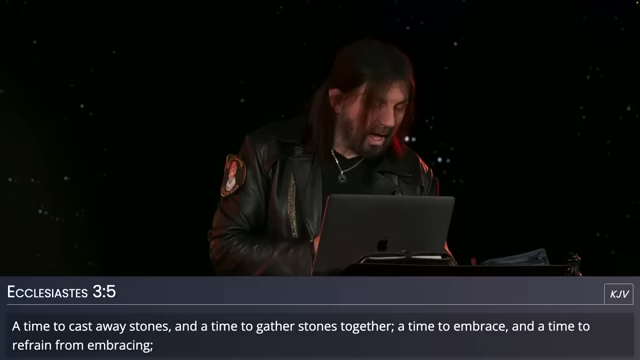 Ecclesiastes 3:5
KJV
A time to cast away stones, and a time to gather stones together; a time to embrace, and a time to
refrain from embracing;